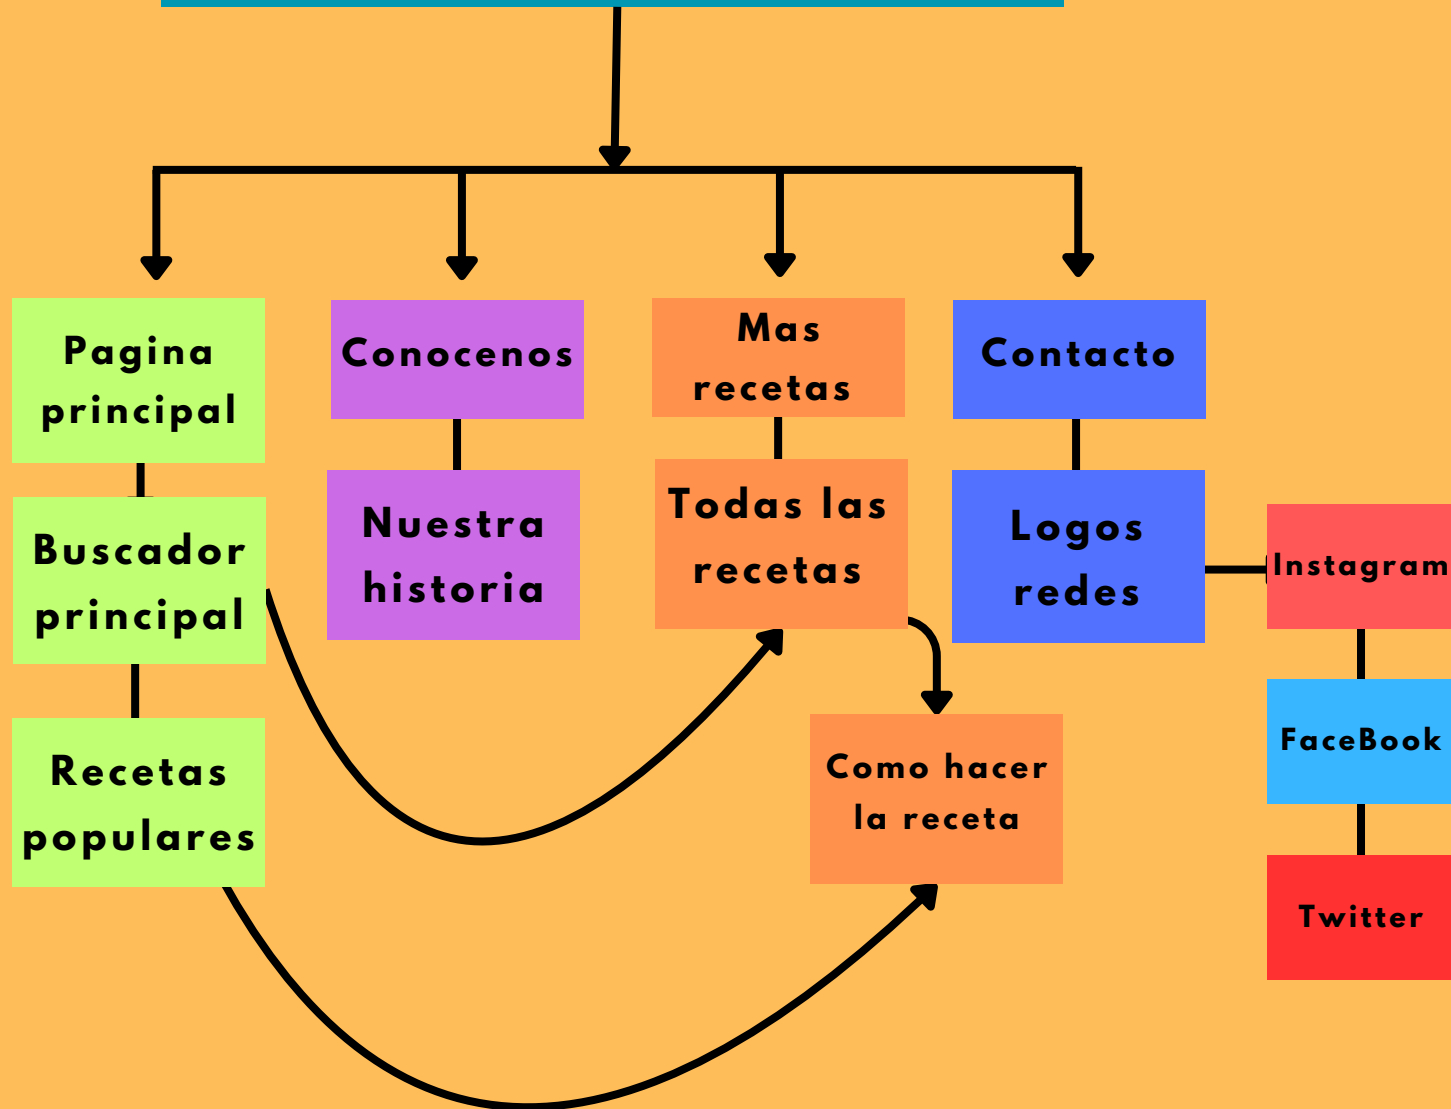 Pagina
principal
Conocenos
Mas
recetas
Contacto
Buscador
principal
Nuestra
historia
Todas las
recetas
Logos
redes
Instagram
Recetas
populares
Como hacer
la receta
FaceBook
Twitter